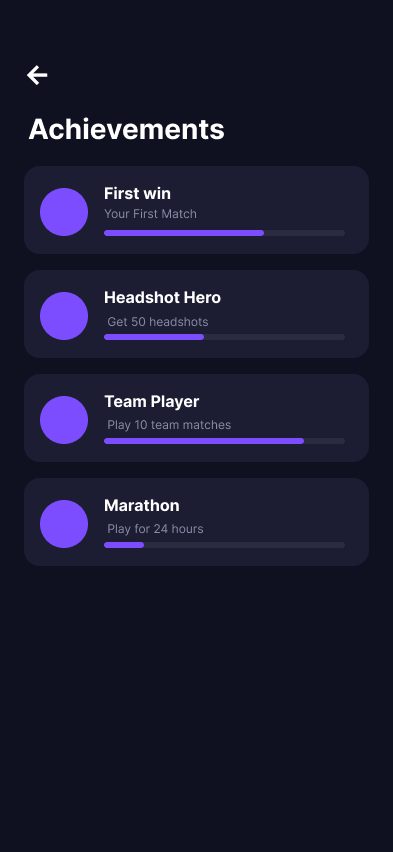 Achievements
First win
Your First Match
Headshot Hero
Get 50 headshots
Team Player
Play 10 team matches
Marathon
Play for 24 hours